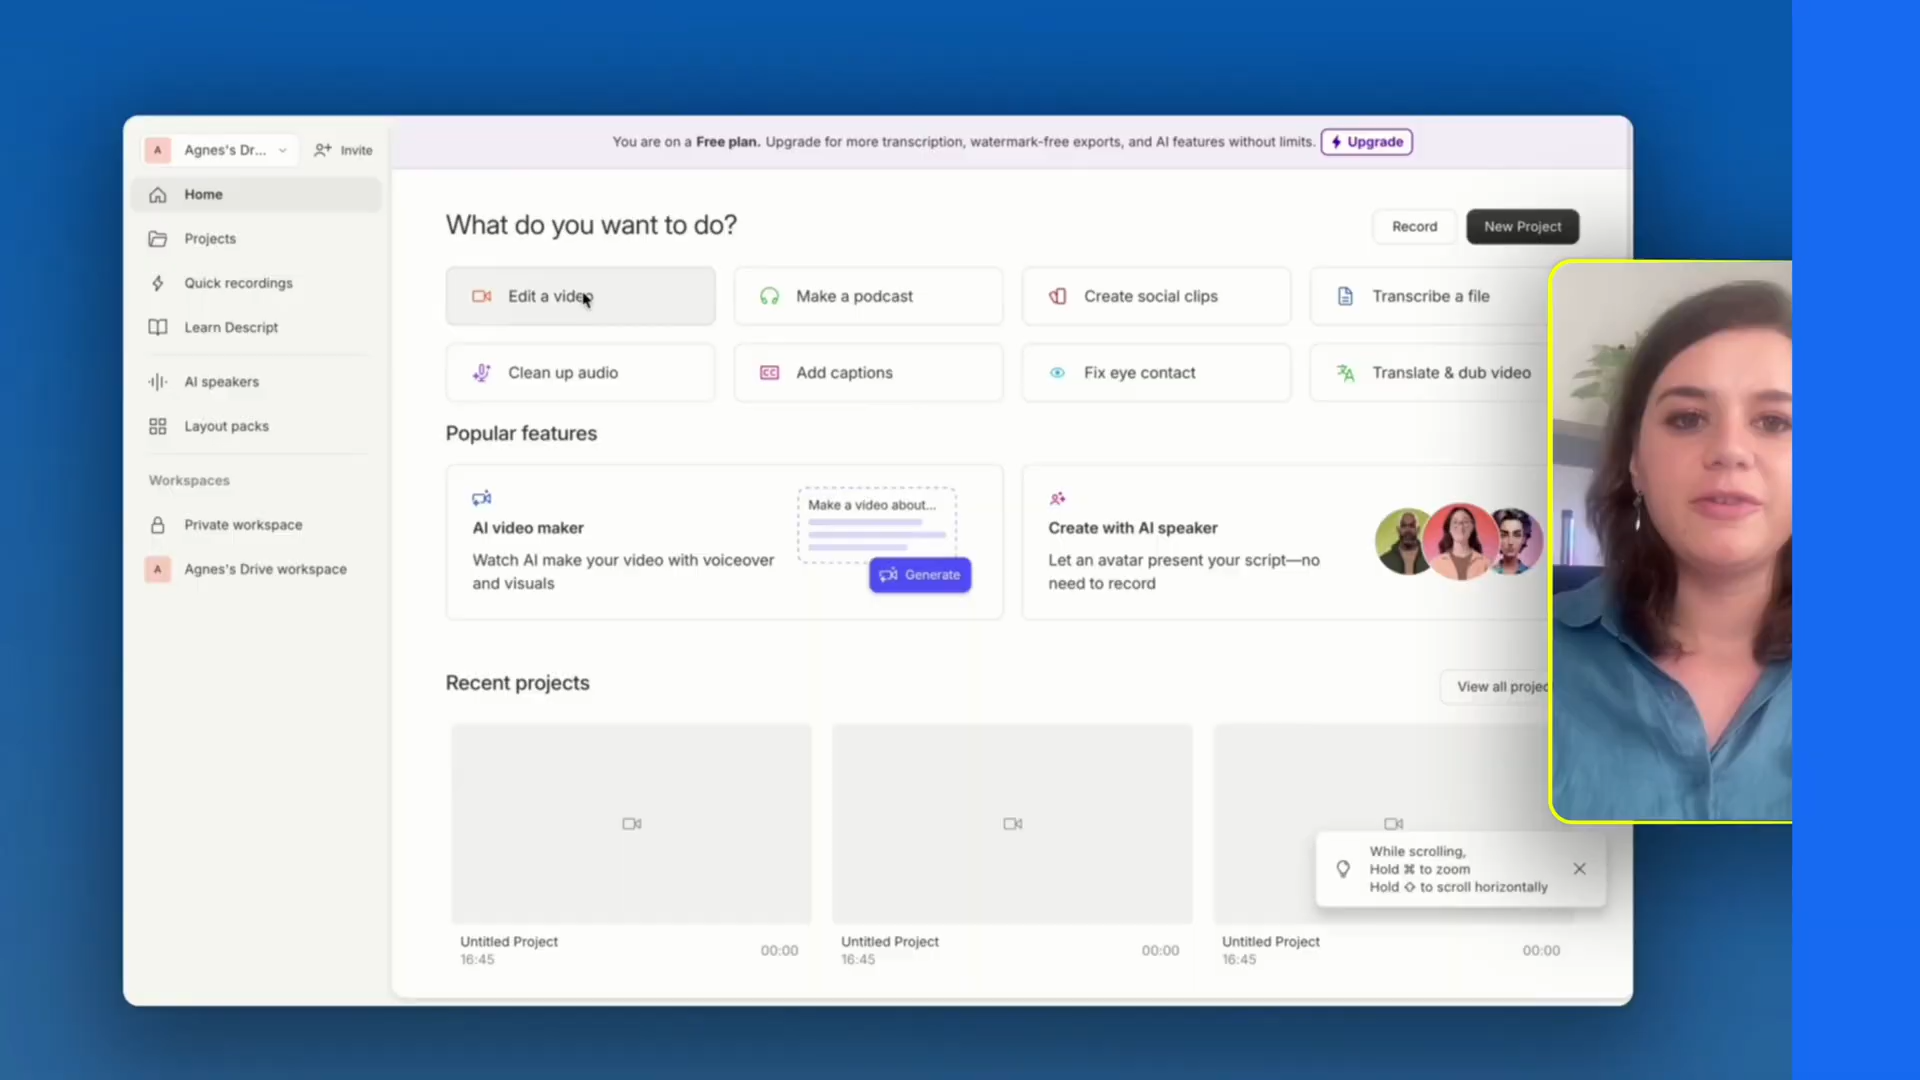 A Agnes's Dr... Invite
You are on a Free plan. Upgrade for more transcription, watermark-free exports, and AI features without limits. Upgrade
Home
Projects
Quick recordings
Learn Descript
AI speakers
Layout packs
Workspaces
Private workspace
A Agnes's Drive workspace
What do you want to do?
Record New Project
Edit a video Make a podcast Create social clips Transcribe a file
Clean up audio CC Add captions Fix eye contact Translate & dub video
Popular features
AI video maker
Watch AI make your video with voiceover
and visuals
Make a video about...
Generate
Create with AI speaker
Let an avatar present your script—no
need to record
Recent projects
View all projec
While scrolling,
Hold ⌘ to zoom
Hold ⇧ to scroll horizontally
Untitled Project
16:45 00:00
Untitled Project
16:45 00:00
Untitled Project
16:45 00:00